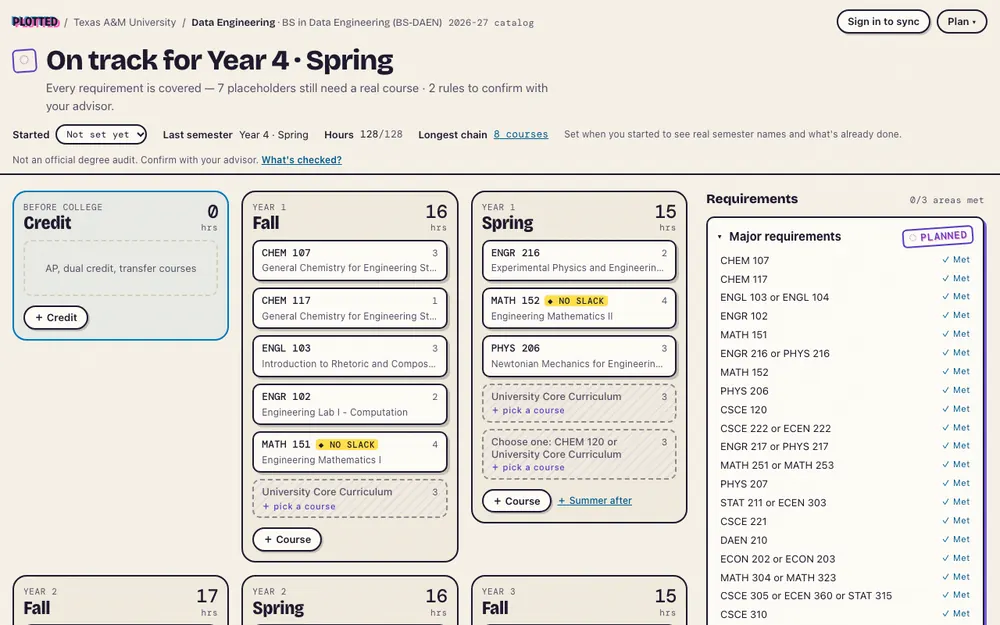 PLOTTED / Texas A&M University / Data Engineering · BS in Data Engineering (BS-DAEN) 2026-27 catalog
Sign in to sync
Plan ▾
On track for Year 4 · Spring
Every requirement is covered — 7 placeholders still need a real course · 2 rules to confirm with
your advisor.
Started Not set yet Last semester Year 4 · Spring Hours 128/128 Longest chain 8 courses Set when you started to see real semester names and what's already done.
Not an official degree audit. Confirm with your advisor. What's checked?
BEFORE COLLEGE
Credit
0
hrs
AP, dual credit, transfer courses
+ Credit
YEAR 1
Fall
16
hrs
CHEM 107 3
General Chemistry for Engineering St...
CHEM 117 1
General Chemistry for Engineering St...
ENGL 103 3
Introduction to Rhetoric and Compos...
ENGR 102 2
Engineering Lab I - Computation
MATH 151 ◆ NO SLACK 4
Engineering Mathematics I
University Core Curriculum 3
+ pick a course
+ Course
YEAR 1
Spring
15
hrs
ENGR 216 2
Experimental Physics and Engineerin...
MATH 152 ◆ NO SLACK 4
Engineering Mathematics II
PHYS 206 3
Newtonian Mechanics for Engineerin...
University Core Curriculum 3
+ pick a course
Choose one: CHEM 120 or 3
University Core Curriculum
+ pick a course
+ Course
+ Summer after
YEAR 2
Fall
17
hrs
YEAR 2
Spring
16
hrs
YEAR 3
Fall
15
hrs
Requirements 0/3 areas met
▾ Major requirements PLANNED
CHEM 107 ✓ Met
CHEM 117 ✓ Met
ENGL 103 or ENGL 104 ✓ Met
ENGR 102 ✓ Met
MATH 151 ✓ Met
ENGR 216 or PHYS 216 ✓ Met
MATH 152 ✓ Met
PHYS 206 ✓ Met
CSCE 120 ✓ Met
CSCE 222 or ECEN 222 ✓ Met
ENGR 217 or PHYS 217 ✓ Met
MATH 251 or MATH 253 ✓ Met
PHYS 207 ✓ Met
STAT 211 or ECEN 303 ✓ Met
CSCE 221 ✓ Met
DAEN 210 ✓ Met
ECON 202 or ECON 203 ✓ Met
MATH 304 or MATH 323 ✓ Met
CSCE 305 or ECEN 360 or STAT 315 ✓ Met
CSCE 310 ✓ Met